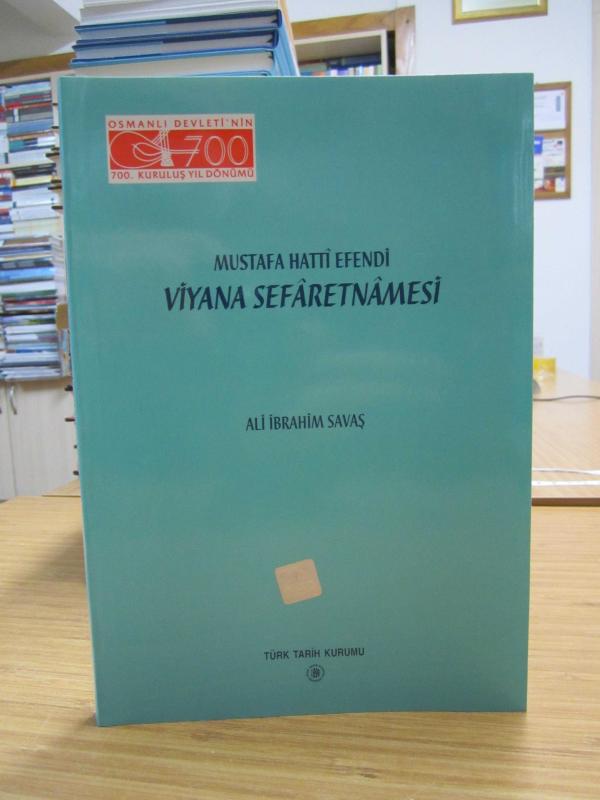 OSMANLI DEVLETİ'NİN
700
700. KURULUŞ YIL DÖNÜMÜ
MUSTAFA HATTÎ EFENDİ
VİYANA SEFÂRETNÂMESİ
ALİ İBRAHİM SAVAŞ
TÜRK TARİH KURUMU